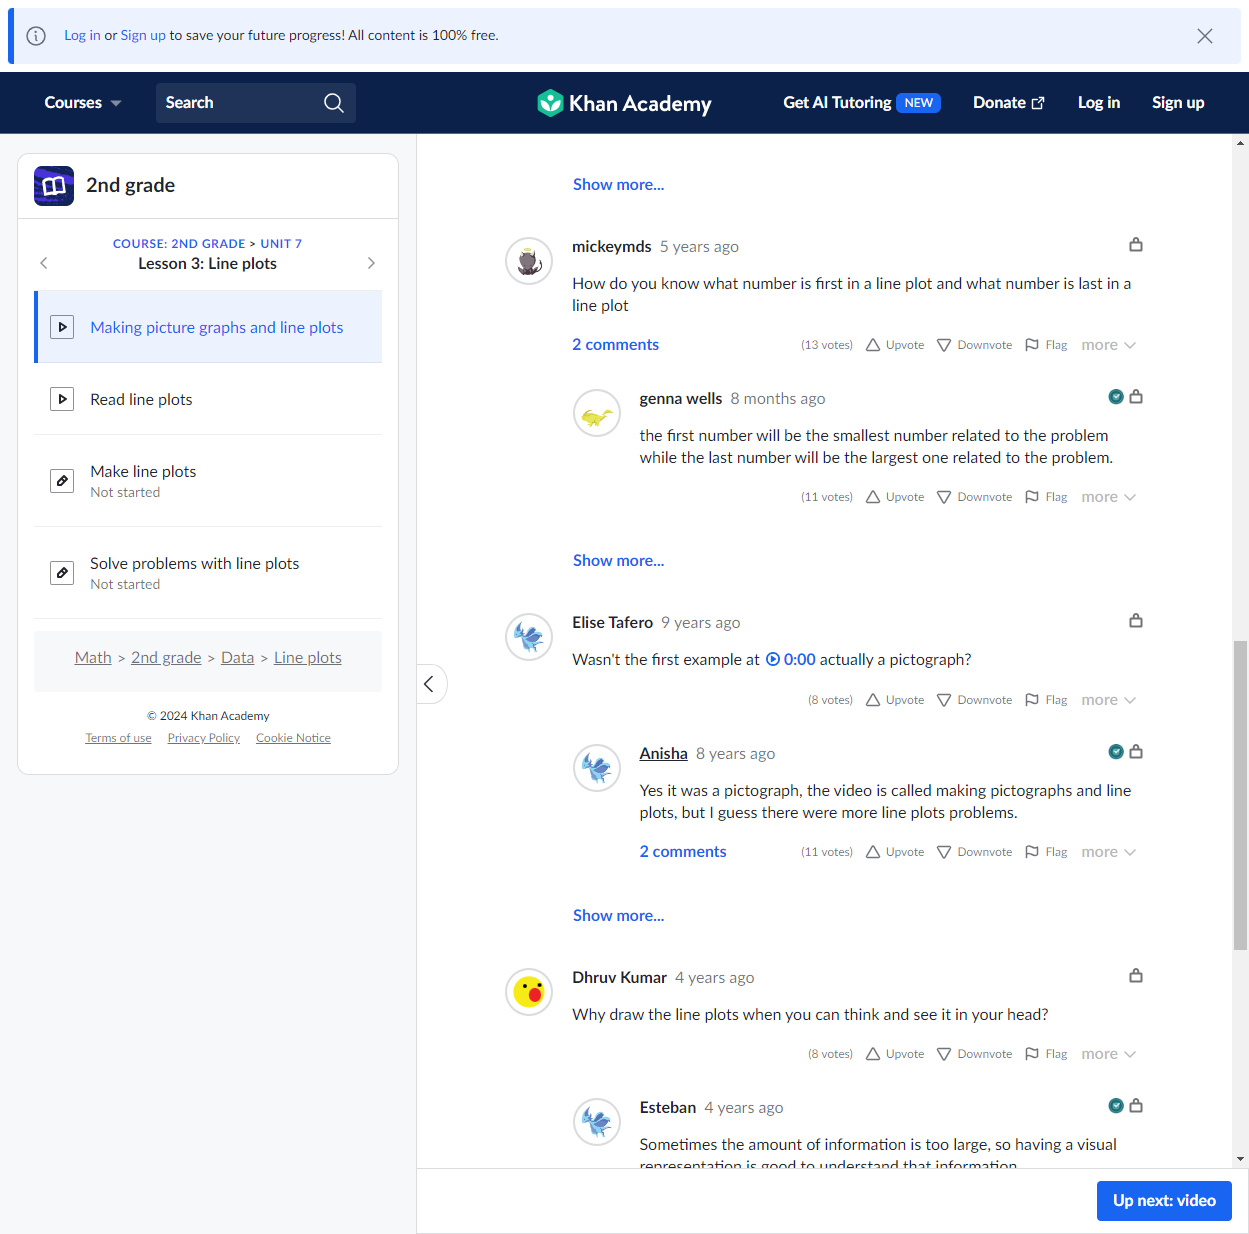 Log in or Sign up to save your future progress! All content is 100% free.
Courses
Search
Khan Academy
Get AI Tutoring NEW
Donate
Log in
Sign up
2nd grade
COURSE: 2ND GRADE > UNIT 7
Lesson 3: Line plots
Making picture graphs and line plots
Read line plots
Make line plots
Not started
Solve problems with line plots
Not started
Math > 2nd grade > Data > Line plots
© 2024 Khan Academy
Terms of use Privacy Policy Cookie Notice
Show more...
mickeymds 5 years ago
How do you know what number is first in a line plot and what number is last in a
line plot
2 comments (13 votes) Upvote Downvote Flag more
genna wells 8 months ago
the first number will be the smallest number related to the problem
while the last number will be the largest one related to the problem.
(11 votes) Upvote Downvote Flag more
Show more...
Elise Tafero 9 years ago
Wasn't the first example at 0:00 actually a pictograph?
(8 votes) Upvote Downvote Flag more
Anisha 8 years ago
Yes it was a pictograph, the video is called making pictographs and line
plots, but I guess there were more line plots problems.
2 comments (11 votes) Upvote Downvote Flag more
Show more...
Dhruv Kumar 4 years ago
Why draw the line plots when you can think and see it in your head?
(8 votes) Upvote Downvote Flag more
Esteban 4 years ago
Sometimes the amount of information is too large, so having a visual
representation is good to understand that information
Up next: video